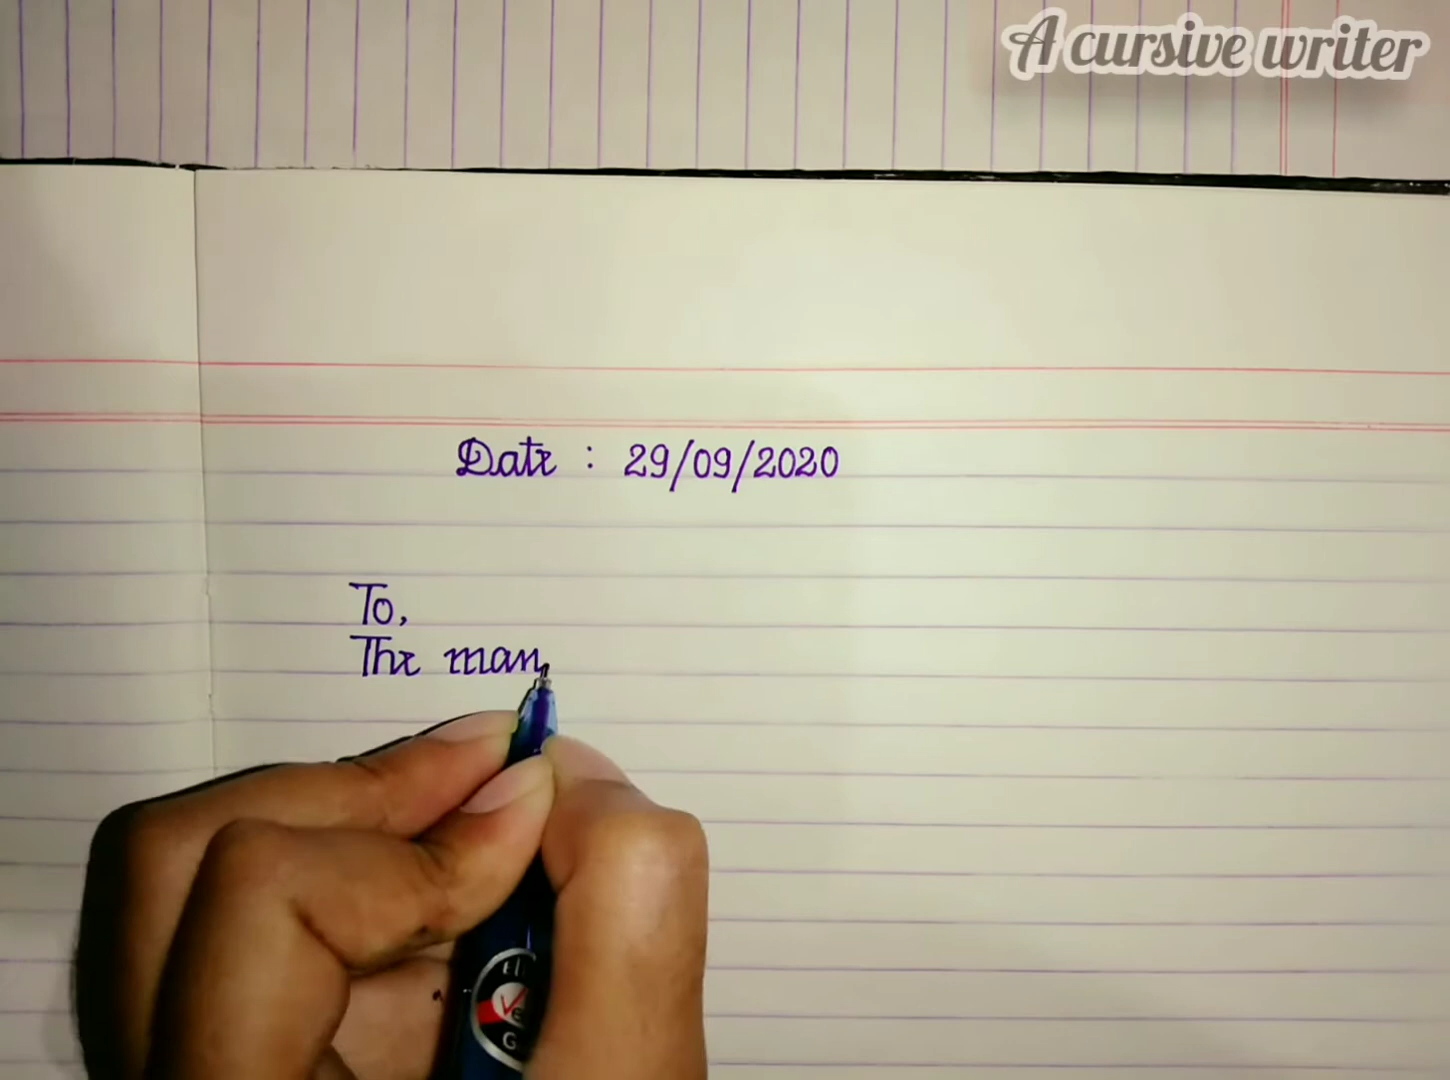 A cursive writer
Date : 29/09/2020
To,
The man